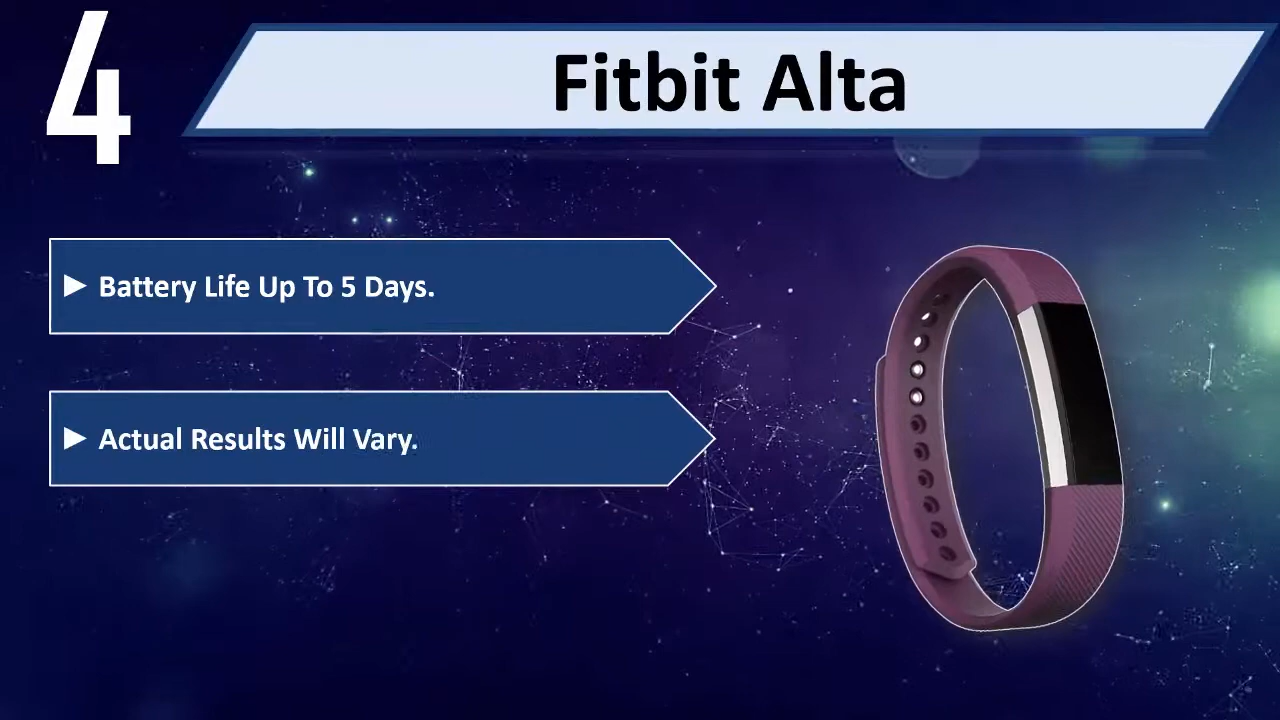 4
Fitbit Alta
► Battery Life Up To 5 Days.
► Actual Results Will Vary.